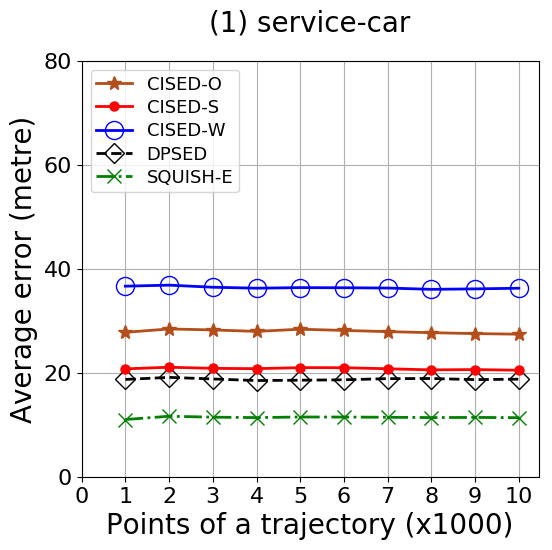 (1) service-car
Average error (metre)
80
60
40
20
0
CISED-O
CISED-S
CISED-W
DPSED
SQUISH-E
0 1 2 3 4 5 6 7 8 9 10
Points of a trajectory (x1000)